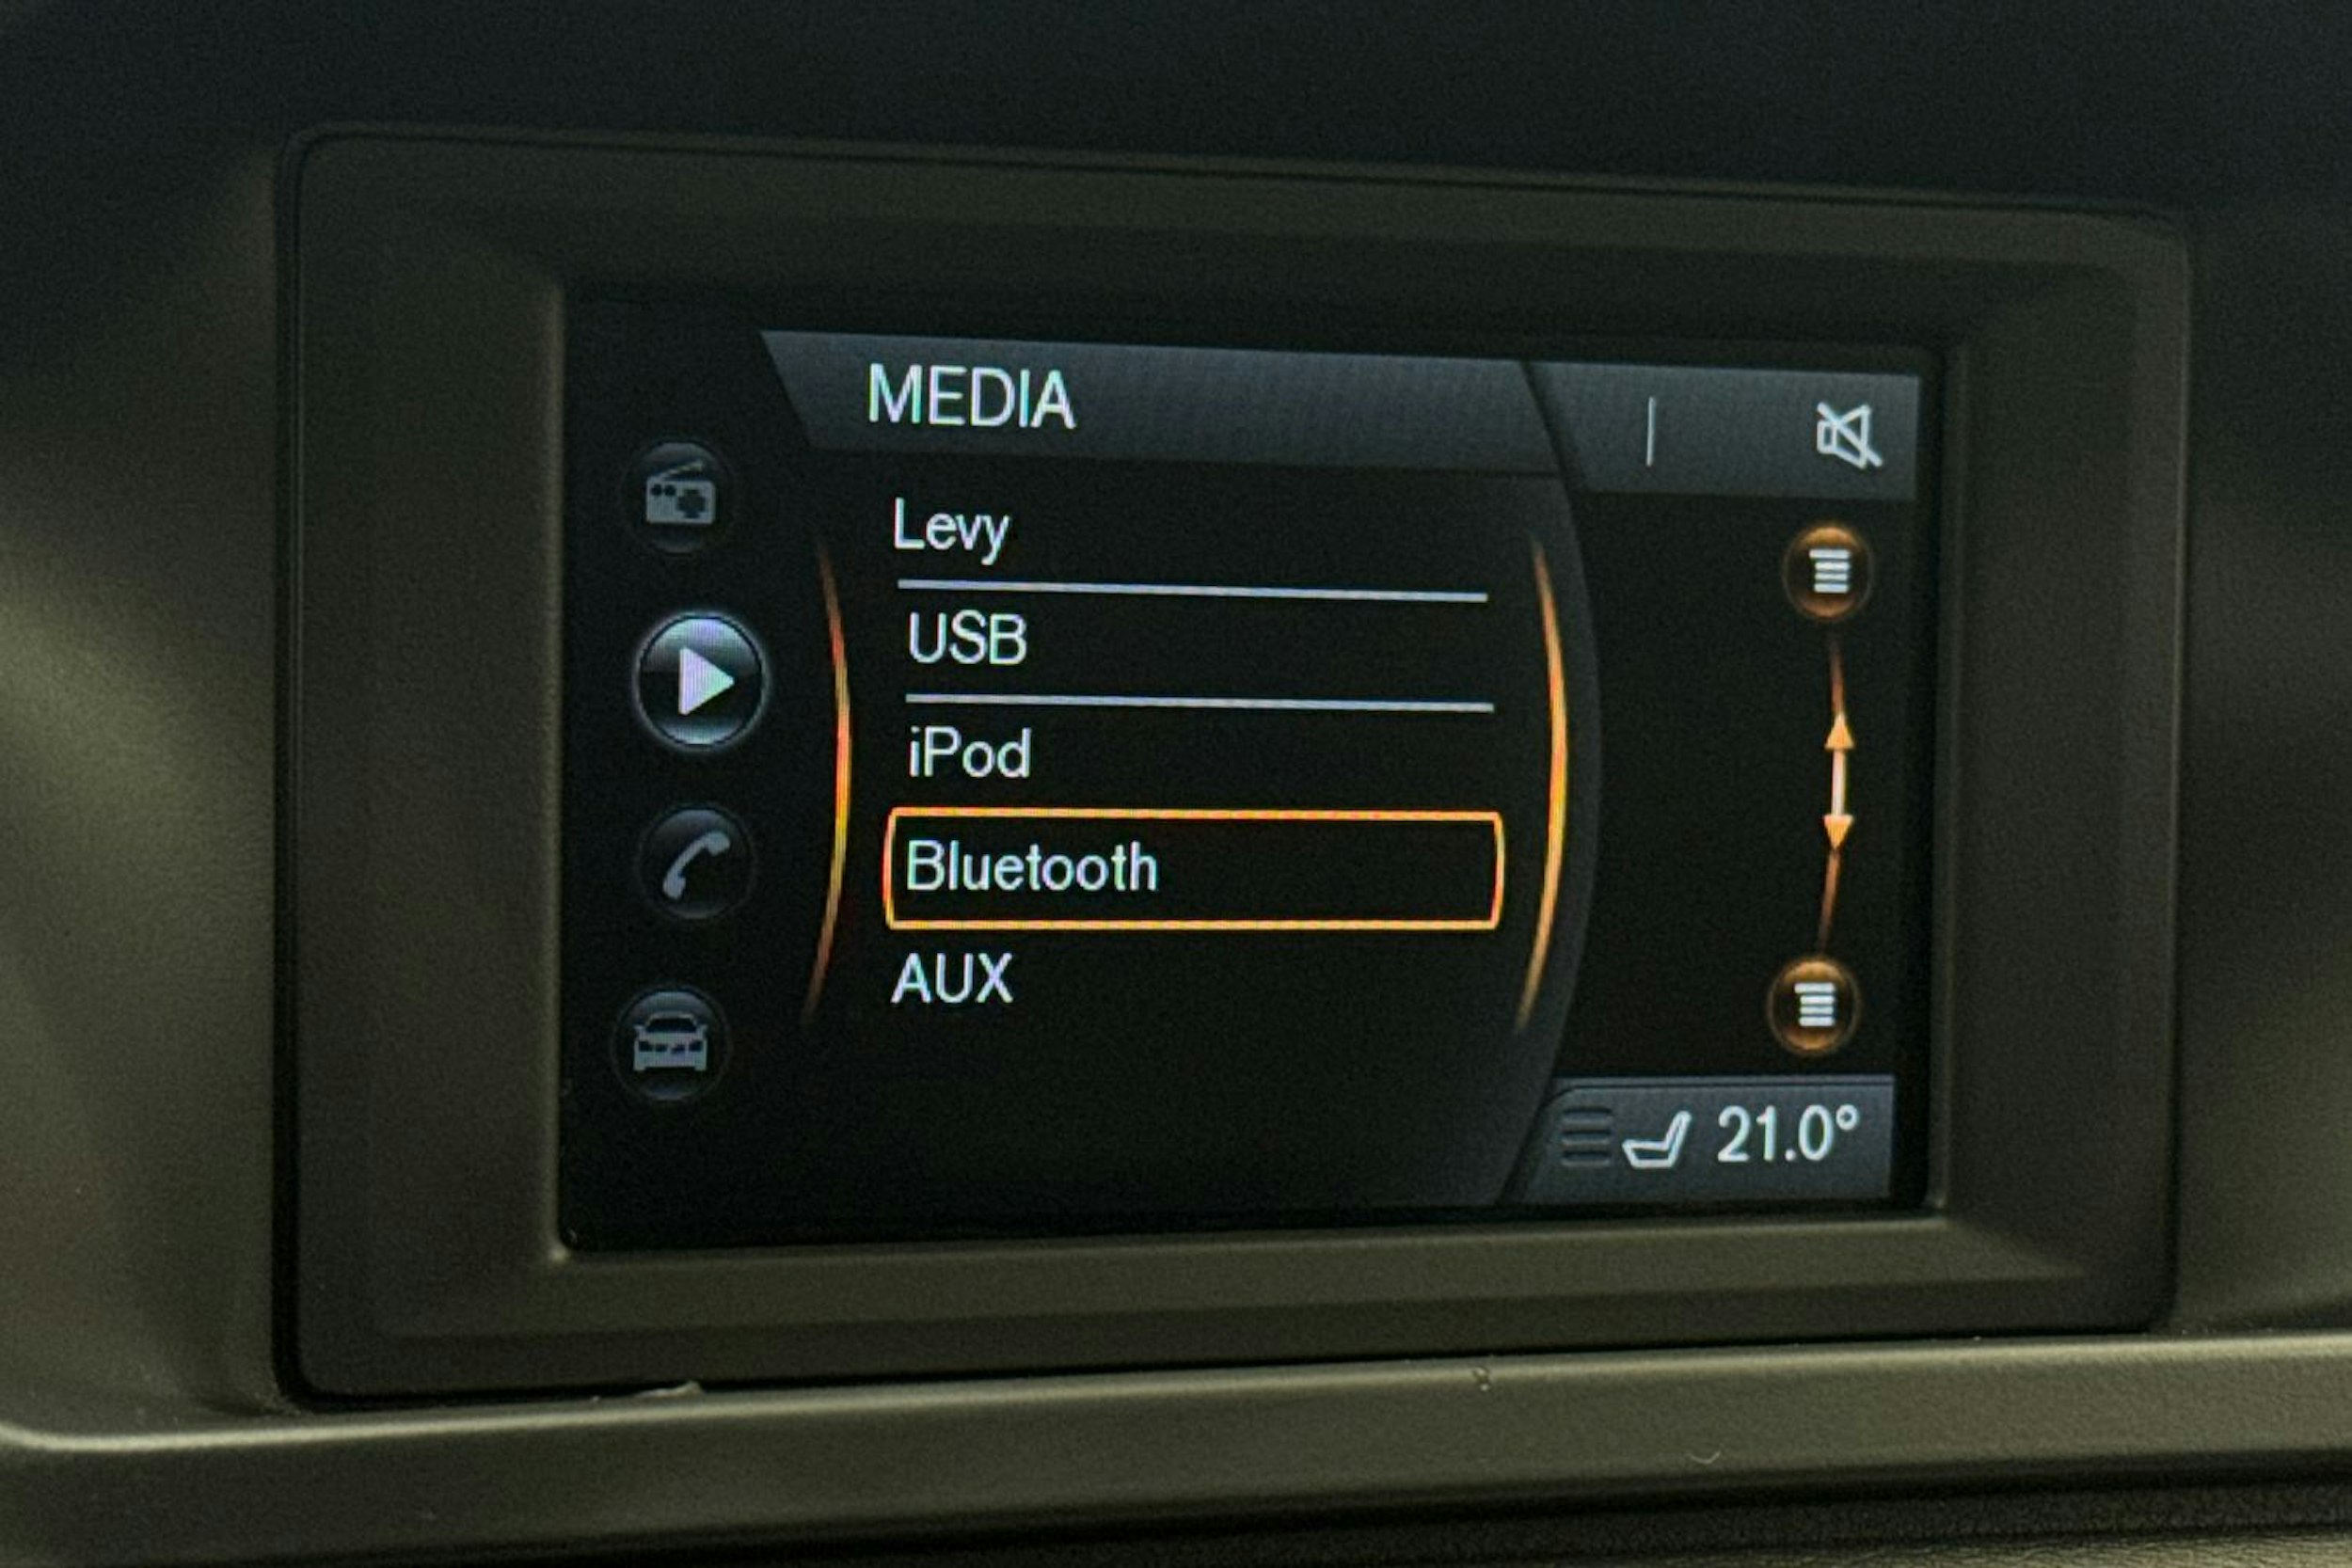 MEDIA
Levy
USB
iPod
Bluetooth
AUX
21.0°